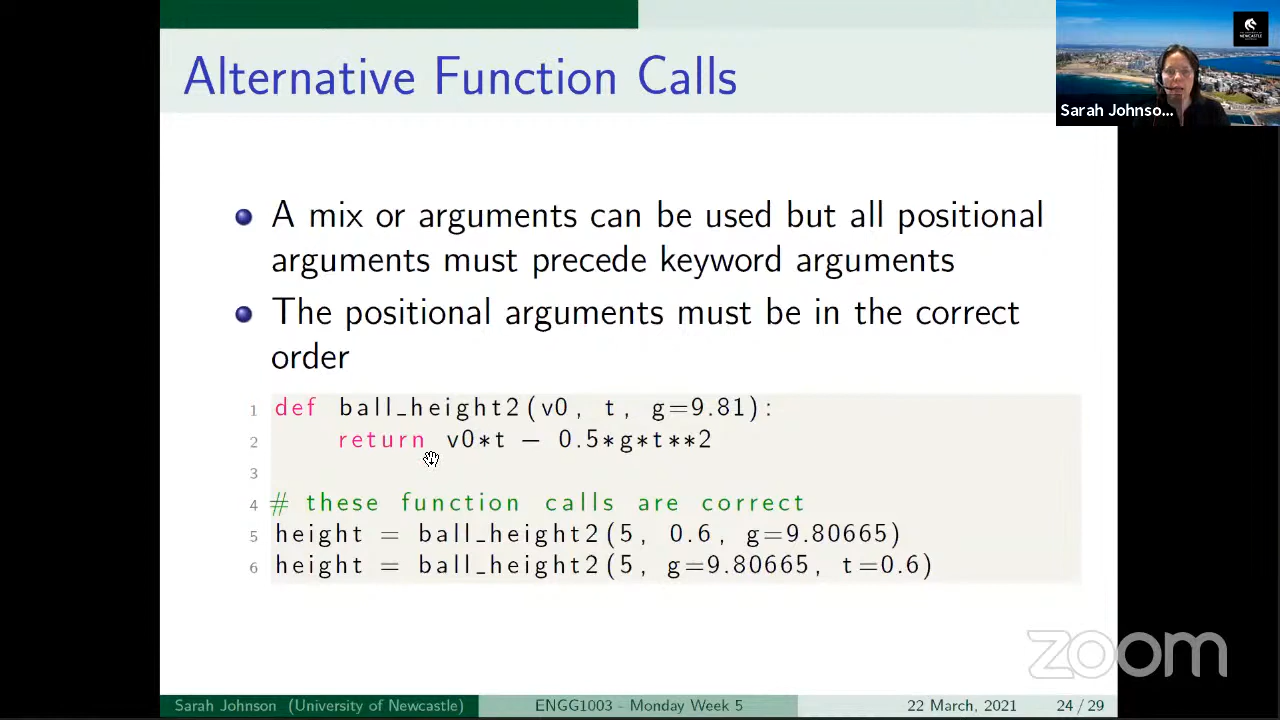 Alternative Function Calls
A mix or arguments can be used but all positional
arguments must precede keyword arguments
The positional arguments must be in the correct
order
1 def ball_height2(v0, t, g=9.81):
2 return v0*t − 0.5*g*t**2
3
4 # these function calls are correct
5 height = ball_height2(5, 0.6, g=9.80665)
6 height = ball_height2(5, g=9.80665, t=0.6)
Sarah Johnso...
NEWCASTLE
zoom
Sarah Johnson (University of Newcastle) ENGG1003 - Monday Week 5 22 March, 2021 24 / 29